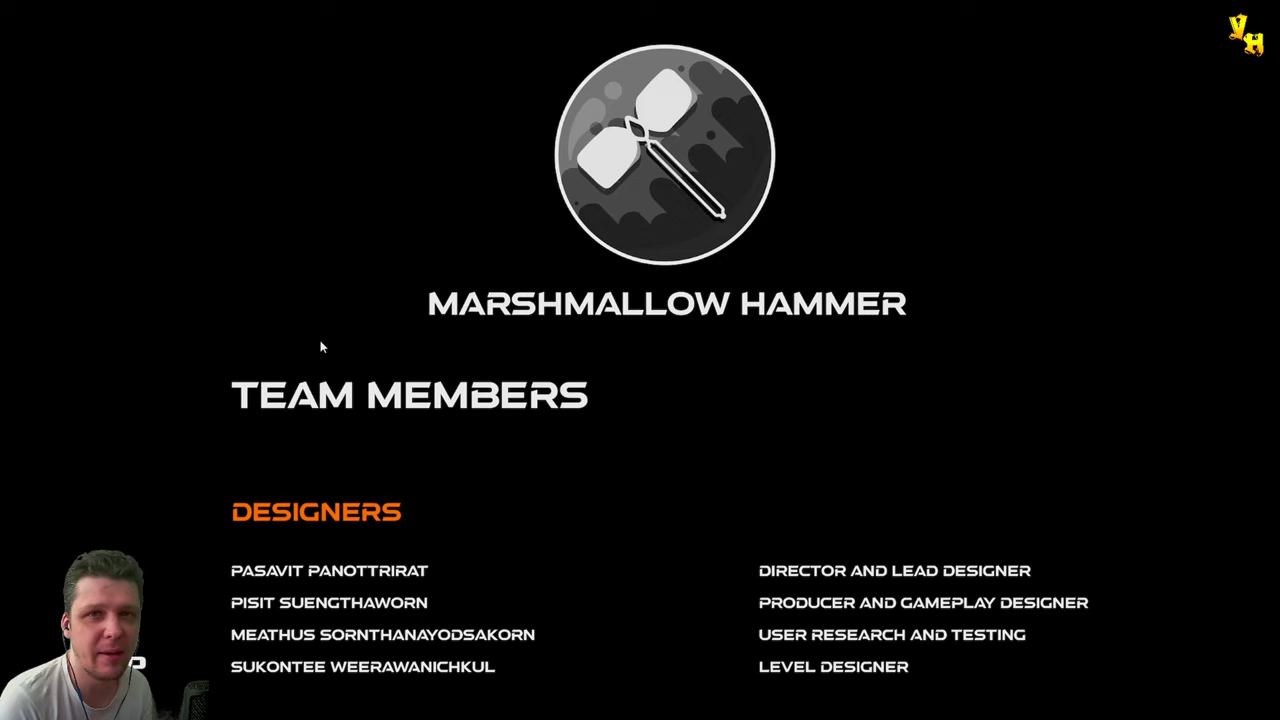 YH
MARSHMALLOW HAMMER
TEAM MEMBERS
DESIGNERS
PASAVIT PANOTTRIRAT DIRECTOR AND LEAD DESIGNER
PISIT SUENGTHAWORN PRODUCER AND GAMEPLAY DESIGNER
MEATHUS SORNTHANAYODSAKORN USER RESEARCH AND TESTING
SUKONTEE WEERAWANICHKUL LEVEL DESIGNER